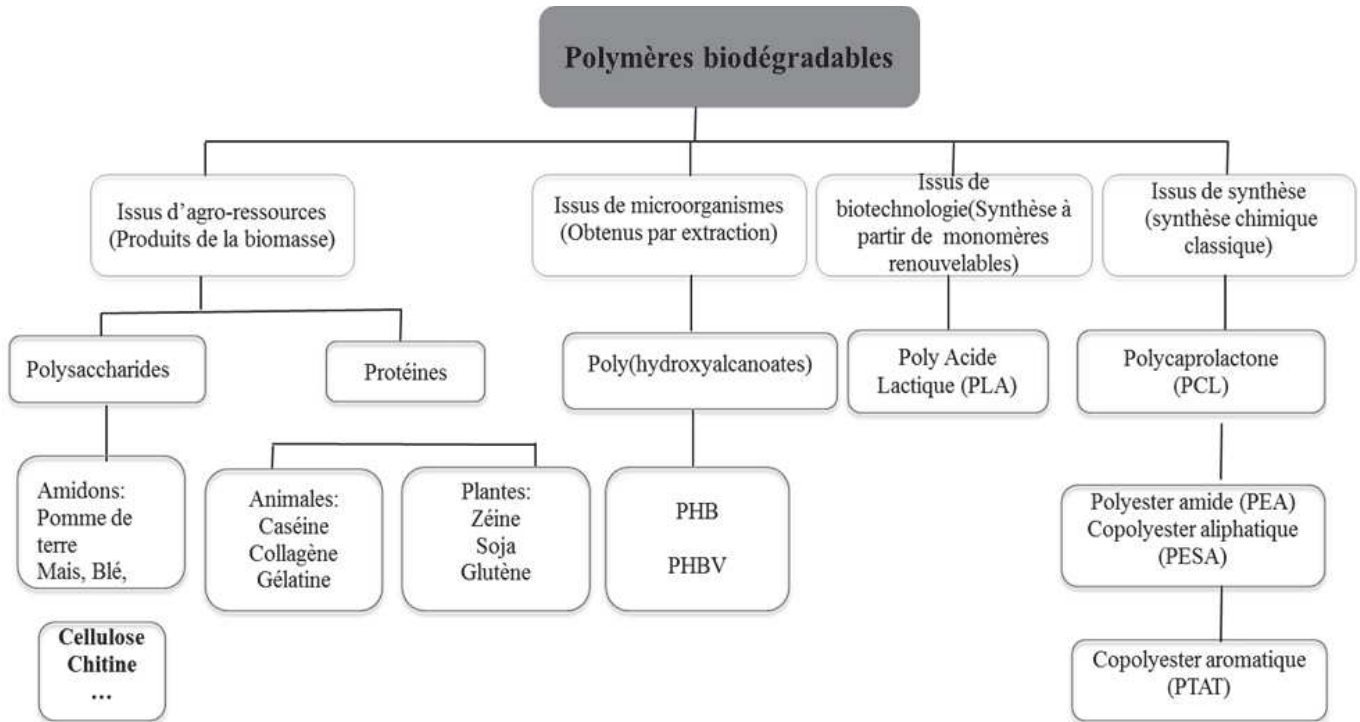 Polymères biodégradables
Issus d'agro-ressources
(Produits de la biomasse)
Issus de microorganismes
(Obtenus par extraction)
Issus de
biotechnologie(Synthèse à
partir de monomères
renouvelables)
Issus de synthèse
(synthèse chimique
classique)
Polysaccharides
Protéines
Poly(hydroxyalcanoates)
Poly Acide
Lactique (PLA)
Polycaprolactone
(PCL)
Amidons:
Pomme de
terre
Mais, Blé,
Animales:
Caséine
Collagène
Gélatine
Plantes:
Zéine
Soja
Glutène
PHB
PHBV
Polyester amide (PEA)
Copolyester aliphatique
(PESA)
Cellulose
Chitine
...
Copolyester aromatique
(PTAT)